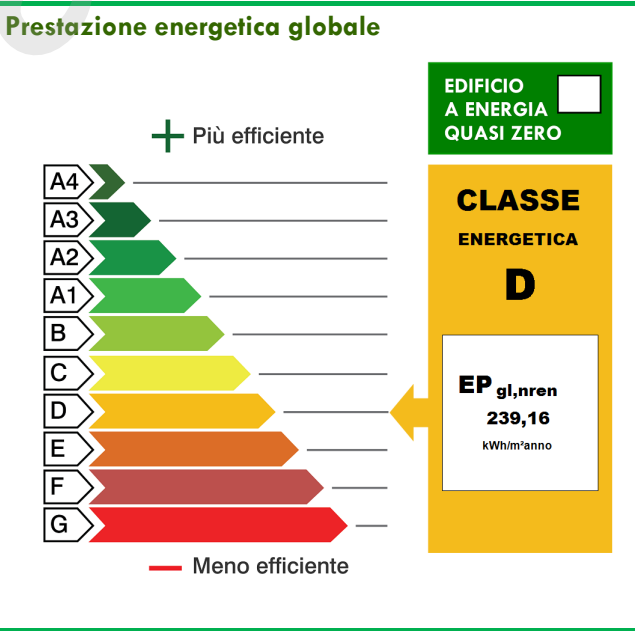 Prestazione energetica globale
EDIFICIO
A ENERGIA
QUASI ZERO
Più efficiente
A4
A3
A2
A1
B
C
D
E
F
G
Meno efficiente
CLASSE
ENERGETICA
D
EP gl,nren
239,16
kWh/m²anno